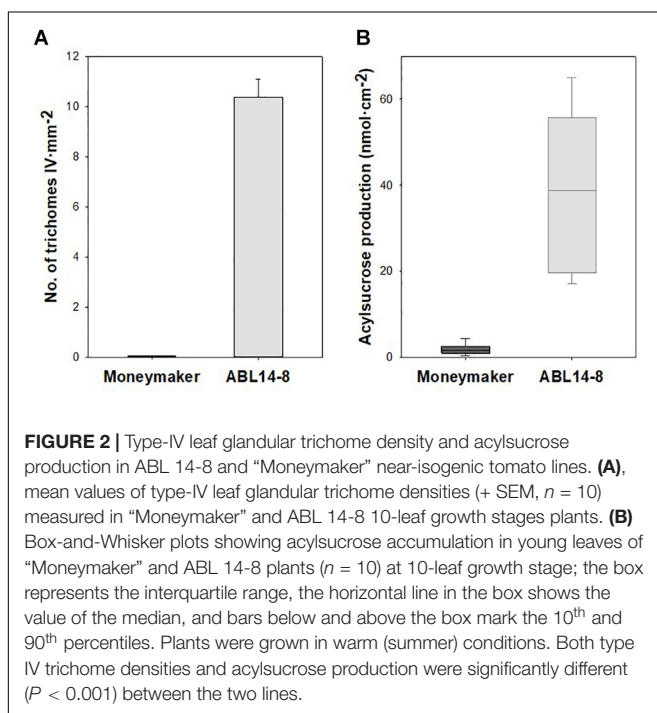 A
B
12
10
8
6
4
2
0
No. of trichomes IV·mm-2
Moneymaker
ABL14-8
60
40
20
0
Acylsucrose production (nmol·cm-2)
Moneymaker
ABL14-8
FIGURE 2 | Type-IV leaf glandular trichome density and acylsucrose
production in ABL 14-8 and “Moneymaker” near-isogenic tomato lines. (A),
mean values of type-IV leaf glandular trichome densities (+ SEM, n = 10)
measured in “Moneymaker” and ABL 14-8 10-leaf growth stages plants. (B)
Box-and-Whisker plots showing acylsucrose accumulation in young leaves of
“Moneymaker” and ABL 14-8 plants (n = 10) at 10-leaf growth stage; the box
represents the interquartile range, the horizontal line in the box shows the
value of the median, and bars below and above the box mark the 10th and
90th percentiles. Plants were grown in warm (summer) conditions. Both type
IV trichome densities and acylsucrose production were significantly different
(P < 0.001) between the two lines.